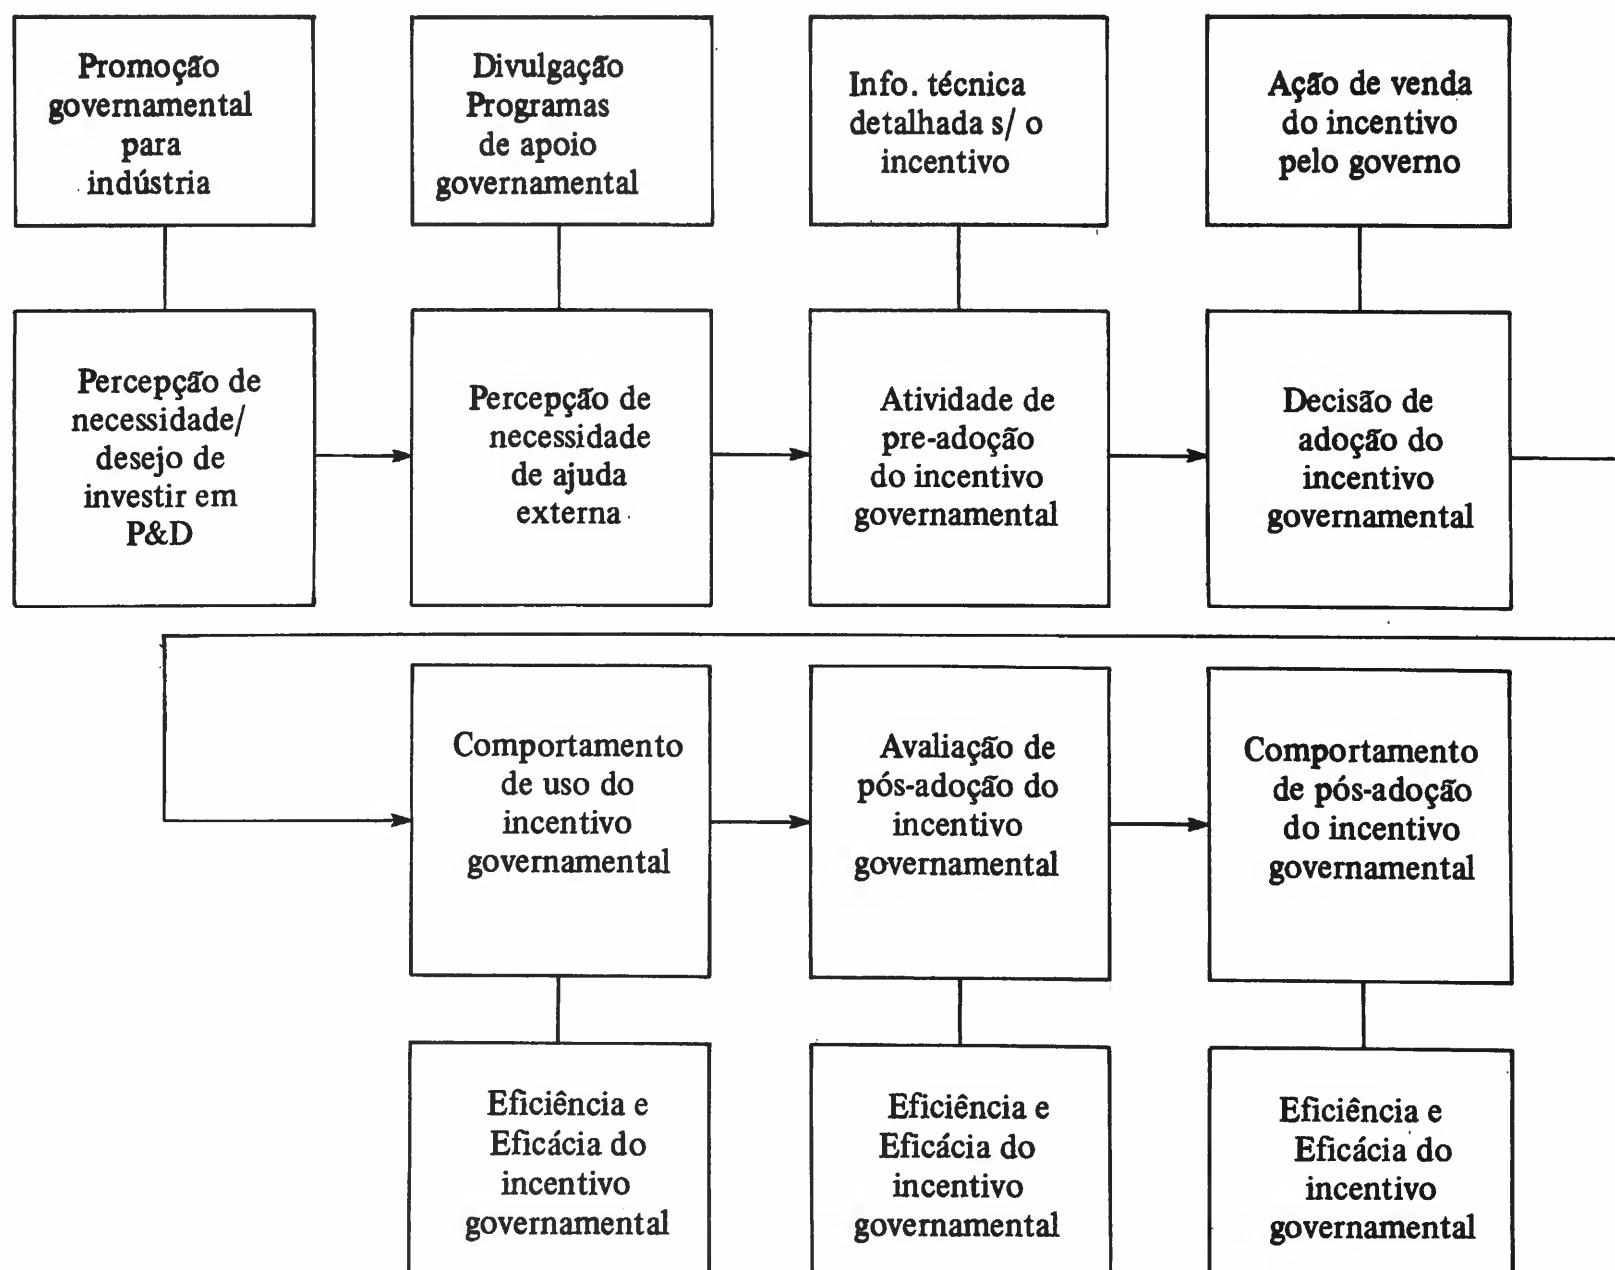 Promoção
governamental
para
indústria
Divulgação
Programas
de apoio
governamental
Info. técnica
detalhada s/ o
incentivo
Ação de venda
do incentivo
pelo governo
Percepção de
necessidade/
desejo de
investir em
P&D
Percepção de
necessidade
de ajuda
externa
Atividade de
pre-adoção
do incentivo
governamental
Decisão de
adoção do
incentivo
governamental
Comportamento
de uso do
incentivo
governamental
Avaliação de
pós-adoção do
incentivo
governamental
Comportamento
de pós-adoção
do incentivo
governamental
Eficiência e
Eficácia do
incentivo
governamental
Eficiência e
Eficácia do
incentivo
governamental
Eficiência e
Eficácia do
incentivo
governamental